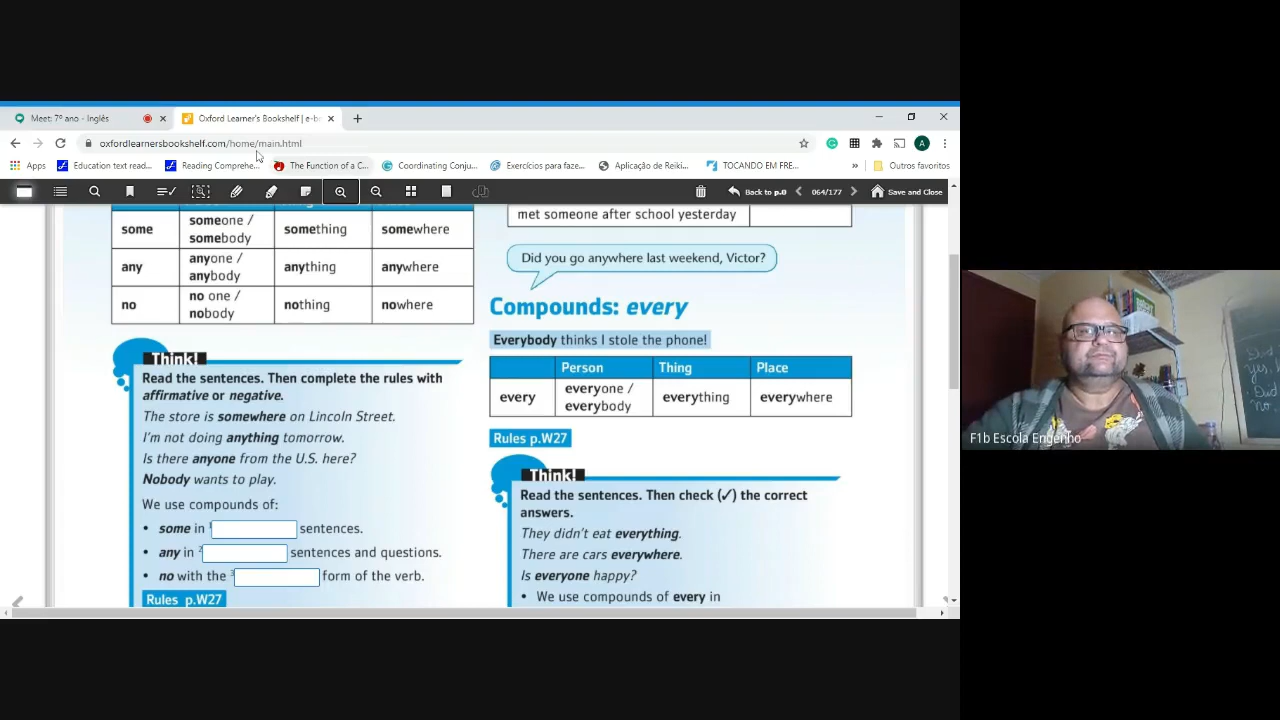 Meet: 7º ano - Inglês
Oxford Learner's Bookshelf | e-b
oxfordlearnersbookshelf.com/home/main.html
A
Apps
Education text read...
Reading Comprehe...
The Function of a C...
Coordinating Conju...
Exercícios para faze...
Aplicação de Reiki...
TOCANDO EM FRE...
»
Outros favoritos
Back to p.0
064/177
Save and Close
some
someone /
somebody
something
somewhere
any
anyone /
anybody
anything
anywhere
no
no one /
nobody
nothing
nowhere
Think!
Read the sentences. Then complete the rules with
affirmative or negative.
The store is somewhere on Lincoln Street.
I'm not doing anything tomorrow.
Is there anyone from the U.S. here?
Nobody wants to play.
We use compounds of:
• some in 1 sentences.
• any in 2 sentences and questions.
• no with the 3 form of the verb.
Rules p.W27
met someone after school yesterday
Did you go anywhere last weekend, Victor?
Compounds: every
Everybody thinks I stole the phone!
Person
Thing
Place
every
everyone /
everybody
everything
everywhere
Rules p.W27
Think!
Read the sentences. Then check (✓) the correct
answers.
They didn't eat everything.
There are cars everywhere.
Is everyone happy?
• We use compounds of every in
F1b Escola Engenho